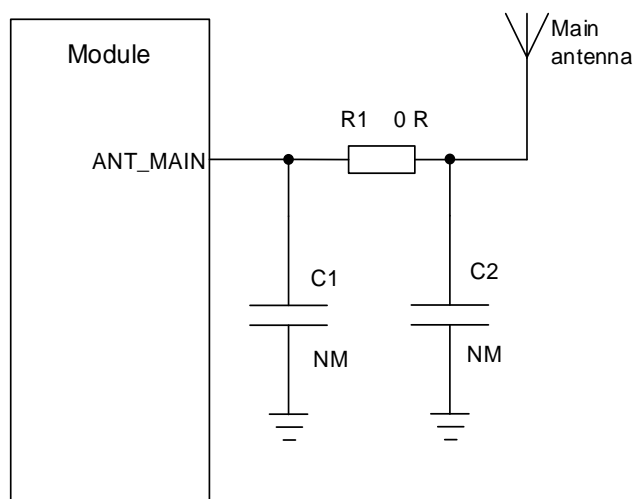 Main
antenna
Module
R1 0 R
ANT_MAIN
C1
C2
NM
NM